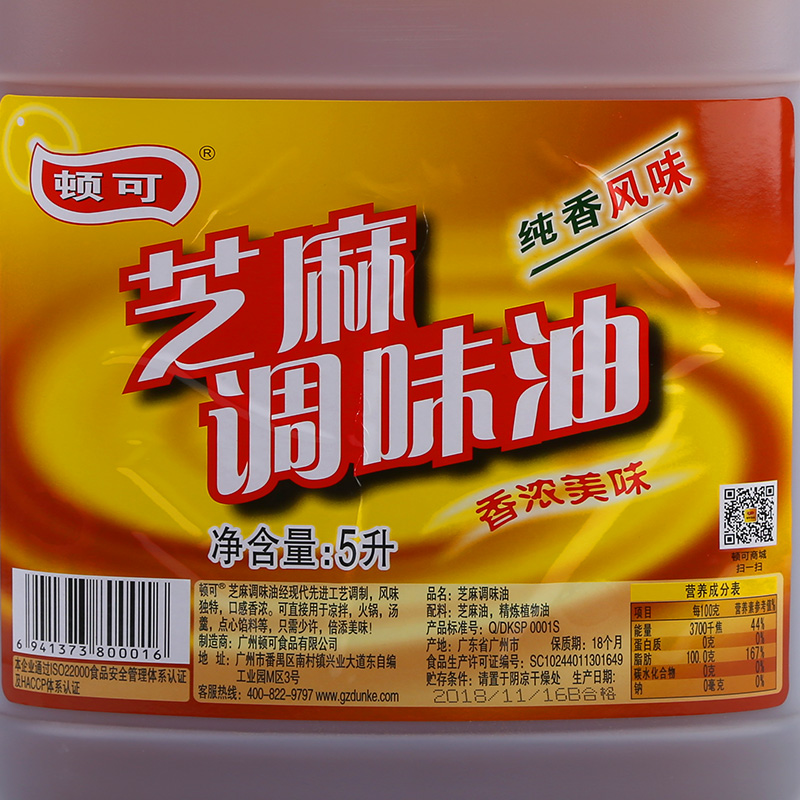 顿可®
纯香风味
芝麻
调味油
香浓美味
净含量:5升
顿可商城
扫一扫
6 941373 800016
本企业通过ISO22000食品安全管理体系认证
及HACCP体系认证
顿可®芝麻调味油经现代先进工艺调制，风味
独特，口感香浓。可直接用于凉拌，火锅，汤
羹，点心馅料等，只需少许，倍添美味!
制造商：广州顿可食品有限公司
地 址：广州市番禺区南村镇兴业大道东自编
工业园M区3号
客服热线：400-822-9797 www.gzdunke.com
品名：芝麻调味油
配料：芝麻油，精炼植物油
产品标准号：Q/DKSP 0001S
产地：广东省广州市 保质期：18个月
食品生产许可证编号：SC10244011301649
贮存条件：请置于阴凉干燥处 生产日期：
2018/11/16B合格
营养成分表
项目 每100克 营养素参考值%
能量 3700千焦 44%
蛋白质 0克 0%
脂肪 100.0克 167%
碳水化合物 0克 0%
钠 0毫克 0%